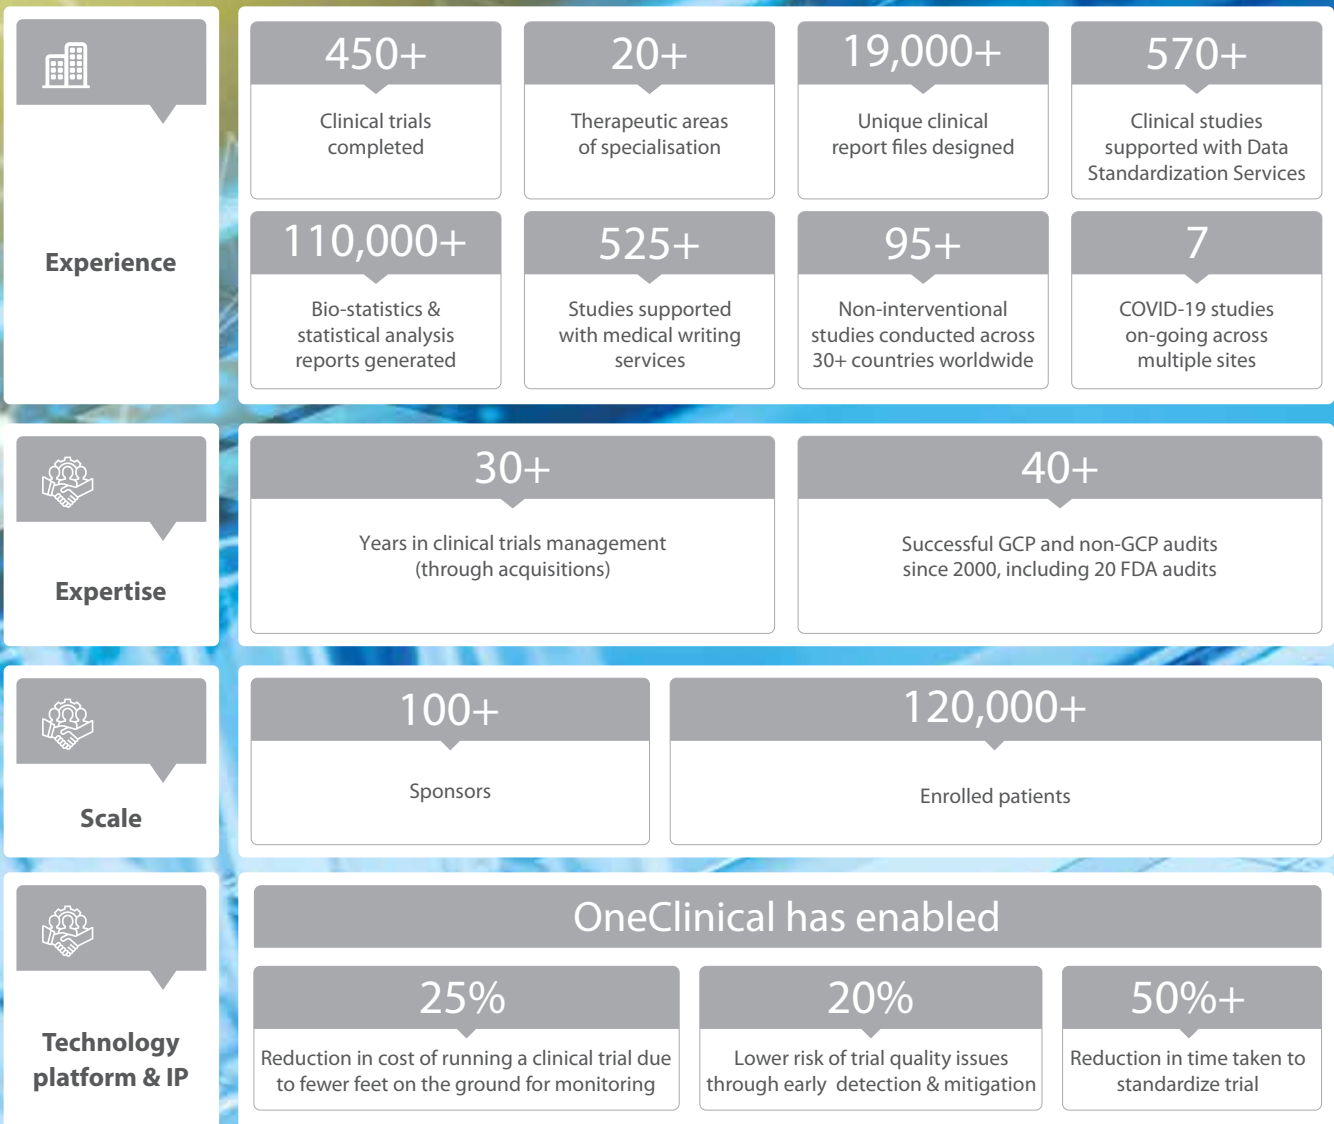 Experience
450+
Clinical trials
completed
20+
Therapeutic areas
of specialisation
19,000+
Unique clinical
report files designed
570+
Clinical studies
supported with Data
Standardization Services
110,000+
Bio-statistics &
statistical analysis
reports generated
525+
Studies supported
with medical writing
services
95+
Non-interventional
studies conducted across
30+ countries worldwide
7
COVID-19 studies
on-going across
multiple sites
Expertise
30+
Years in clinical trials management
(through acquisitions)
40+
Successful GCP and non-GCP audits
since 2000, including 20 FDA audits
Scale
100+
Sponsors
120,000+
Enrolled patients
Technology
platform & IP
OneClinical has enabled
25%
Reduction in cost of running a clinical trial due
to fewer feet on the ground for monitoring
20%
Lower risk of trial quality issues
through early detection & mitigation
50%+
Reduction in time taken to
standardize trial